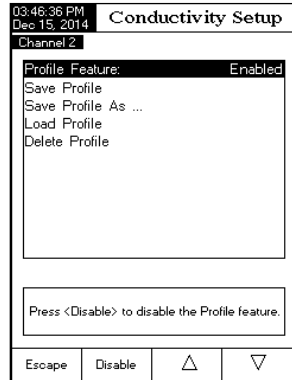 03:46:36 PM
Dec 15, 2014
Conductivity Setup
Channel 2
Profile Feature: Enabled
Save Profile
Save Profile As ...
Load Profile
Delete Profile
Press <Disable> to disable the Profile feature.
Escape Disable △ ▽